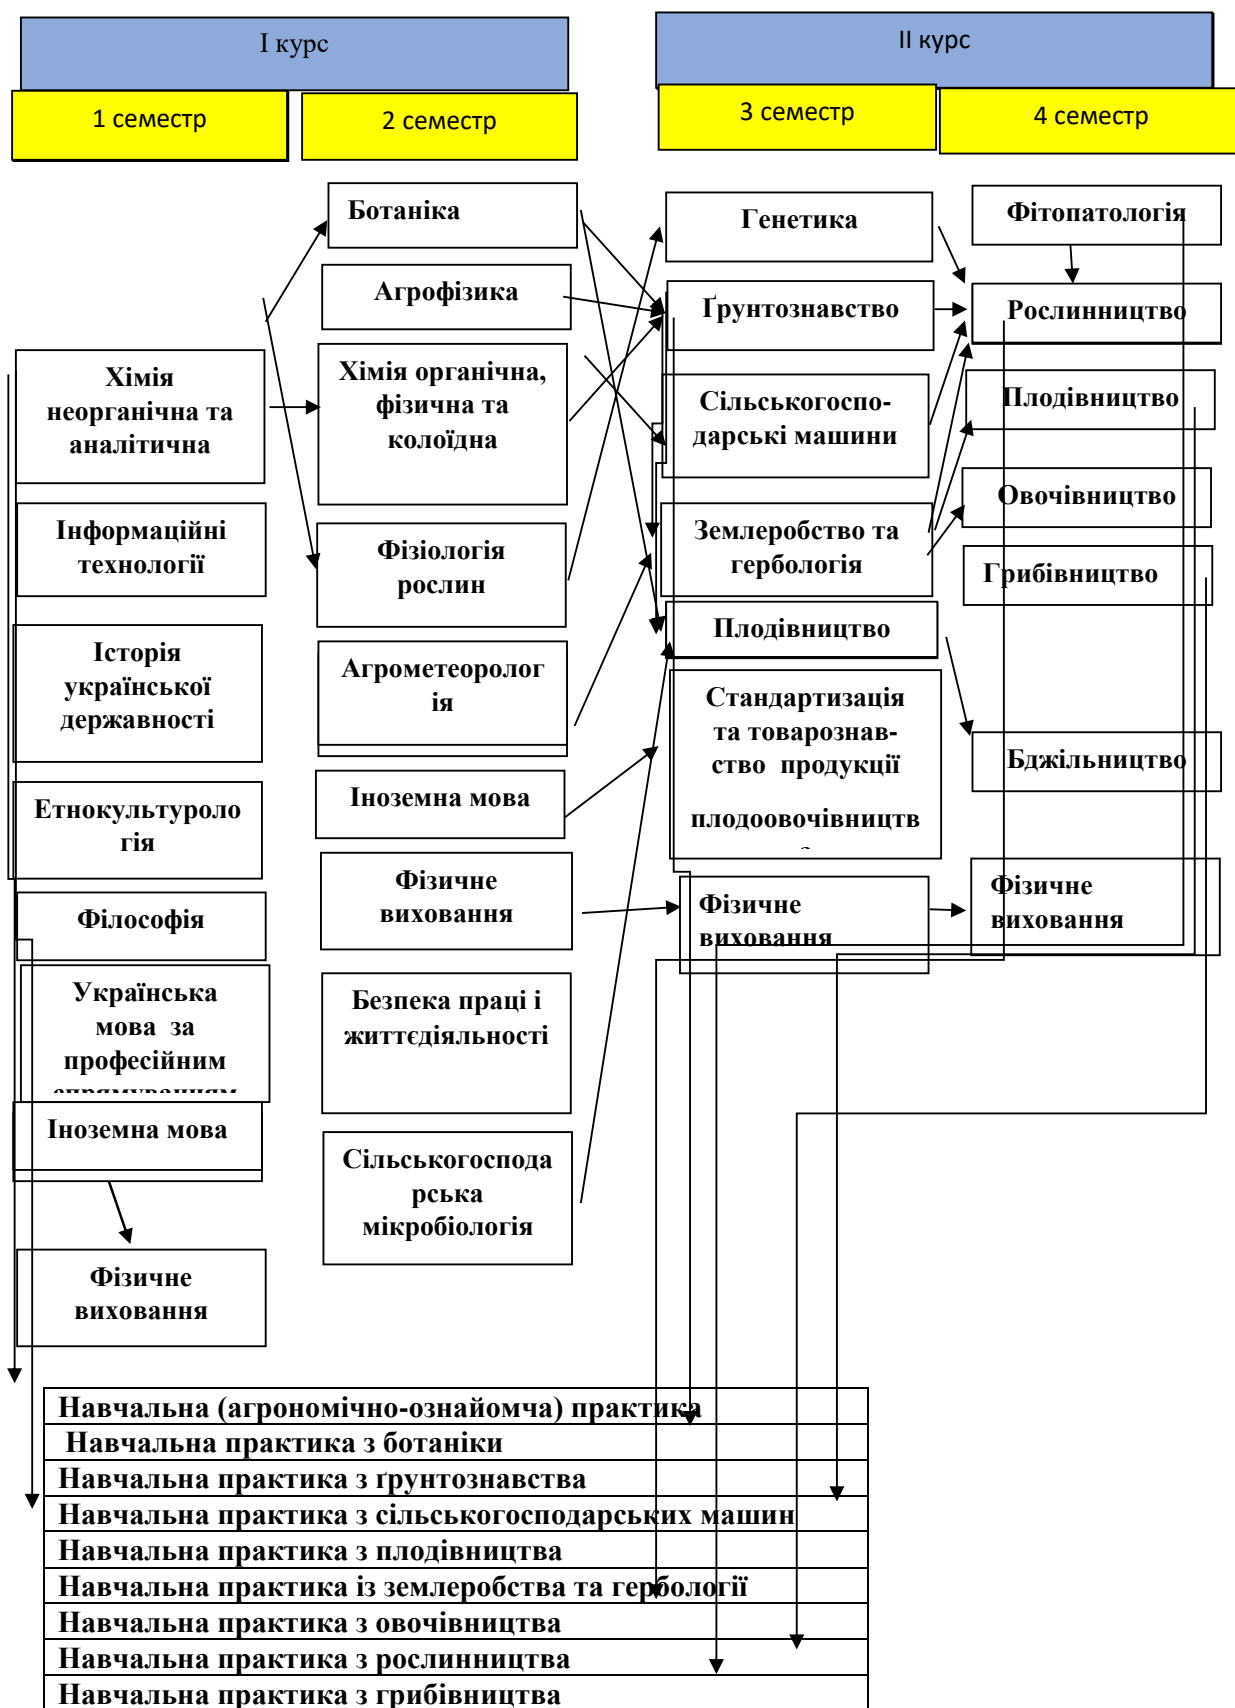 І курс
ІІ курс
1 семестр
2 семестр
3 семестр
4 семестр
Хімія
неорганічна та
аналітична
Інформаційні
технології
Історія
української
державності
Етнокультуроло
гія
Філософія
Українська
мова за
професійним
спрямуванням
Іноземна мова
Фізичне
виховання
Ботаніка
Агрофізика
Хімія органічна,
фізична та
колоїдна
Фізіологія
рослин
Агрометеоролог
ія
Іноземна мова
Фізичне
виховання
Безпека праці і
життєдіяльності
Сільськогоспода
рська
мікробіологія
Генетика
Ґрунтознавство
Сільськогоспо-
дарські машини
Землеробство та
гербологія
Плодівництво
Стандартизація
та товарознав-
ство продукції
плодоовочівництв
Фізичне
виховання
Фітопатологія
Рослинництво
Плодівництво
Овочівництво
Грибівництво
Бджільництво
Фізичне
виховання
Навчальна (агрономічно-ознайомча) практика
Навчальна практика з ботаніки
Навчальна практика з ґрунтознавства
Навчальна практика з сільськогосподарських машин
Навчальна практика з плодівництва
Навчальна практика із землеробства та гербології
Навчальна практика з овочівництва
Навчальна практика з рослинництва
Навчальна практика з грибівництва